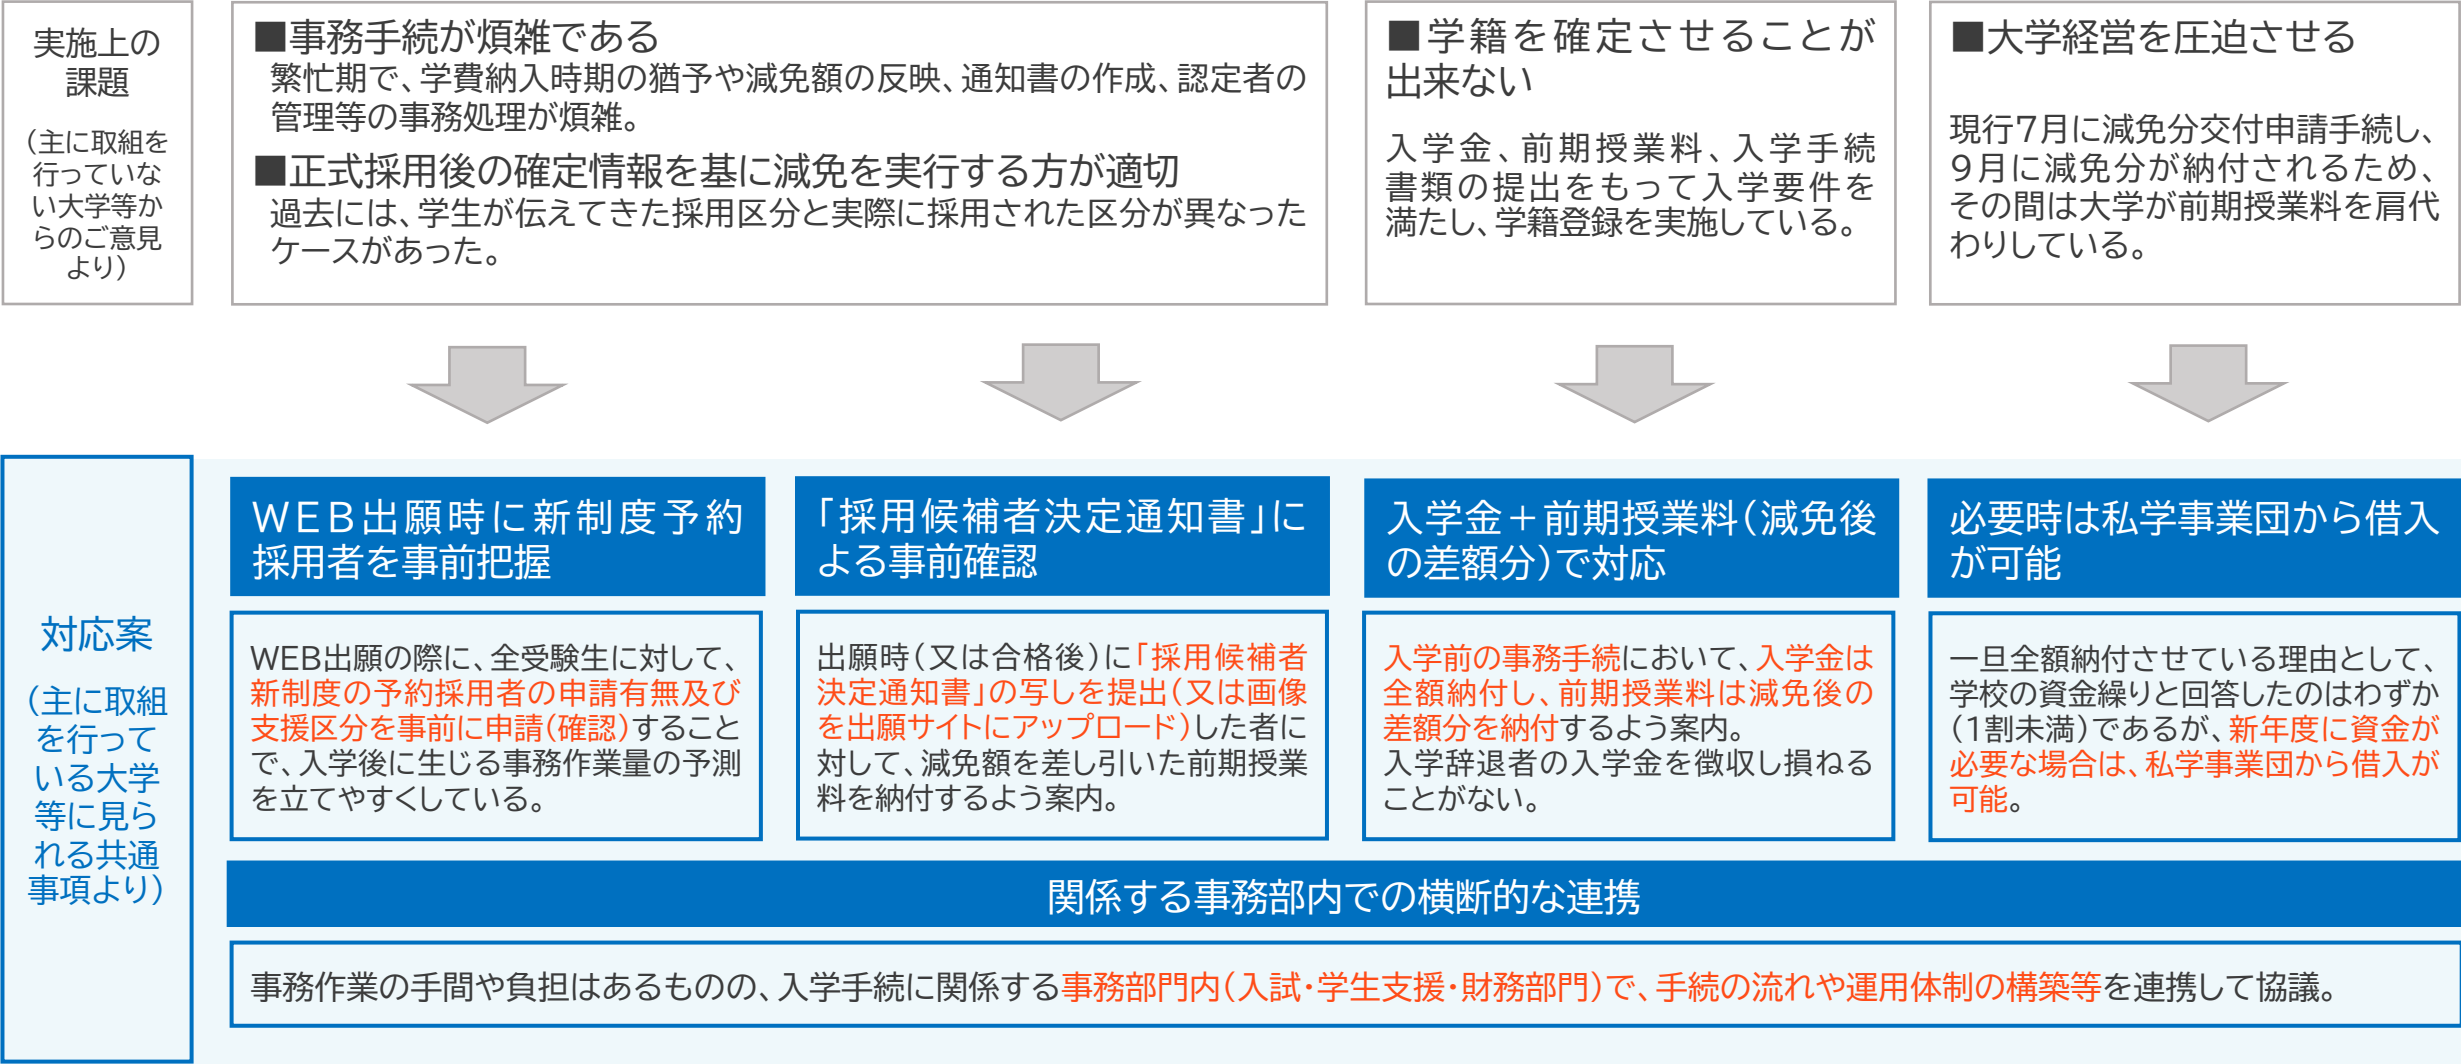 実施上の
課題
（主に取組を
行っていな
い大学等か
らのご意見
より）
■事務手続が煩雑である
繁忙期で、学費納入時期の猶予や減免額の反映、通知書の作成、認定者の
管理等の事務処理が煩雑。
■正式採用後の確定情報を基に減免を実行する方が適切
過去には、学生が伝えてきた採用区分と実際に採用された区分が異なった
ケースがあった。
■学籍を確定させることが
出来ない
入学金、前期授業料、入学手続
書類の提出をもって入学要件を
満たし、学籍登録を実施している。
■大学経営を圧迫させる
現行7月に減免分交付申請手続し、
9月に減免分が納付されるため、
その間は大学が前期授業料を肩代
わりしている。
対応案
（主に取組
を行って
いる大学
等に見ら
れる共通
事項より）
WEB出願時に新制度予約
採用者を事前把握
WEB出願の際に、全受験生に対して、
新制度の予約採用者の申請有無及び
支援区分を事前に申請（確認）すること
で、入学後に生じる事務作業量の予測
を立てやすくしている。
「採用候補者決定通知書」に
よる事前確認
出願時（又は合格後）に「採用候補者
決定通知書」の写しを提出（又は画像
を出願サイトにアップロード）した者に
対して、減免額を差し引いた前期授業
料を納付するよう案内。
入学金＋前期授業料（減免後
の差額分）で対応
入学前の事務手続において、入学金は
全額納付し、前期授業料は減免後の
差額分を納付するよう案内。
入学辞退者の入学金を徴収し損ねる
ことがない。
必要時は私学事業団から借入
が可能
一旦全額納付させている理由として、
学校の資金繰りと回答したのはわずか
（1割未満）であるが、新年度に資金が
必要な場合は、私学事業団から借入が
可能。
関係する事務部内での横断的な連携
事務作業の手間や負担はあるものの、入学手続に関係する事務部門内（入試・学生支援・財務部門）で、手続の流れや運用体制の構築等を連携して協議。